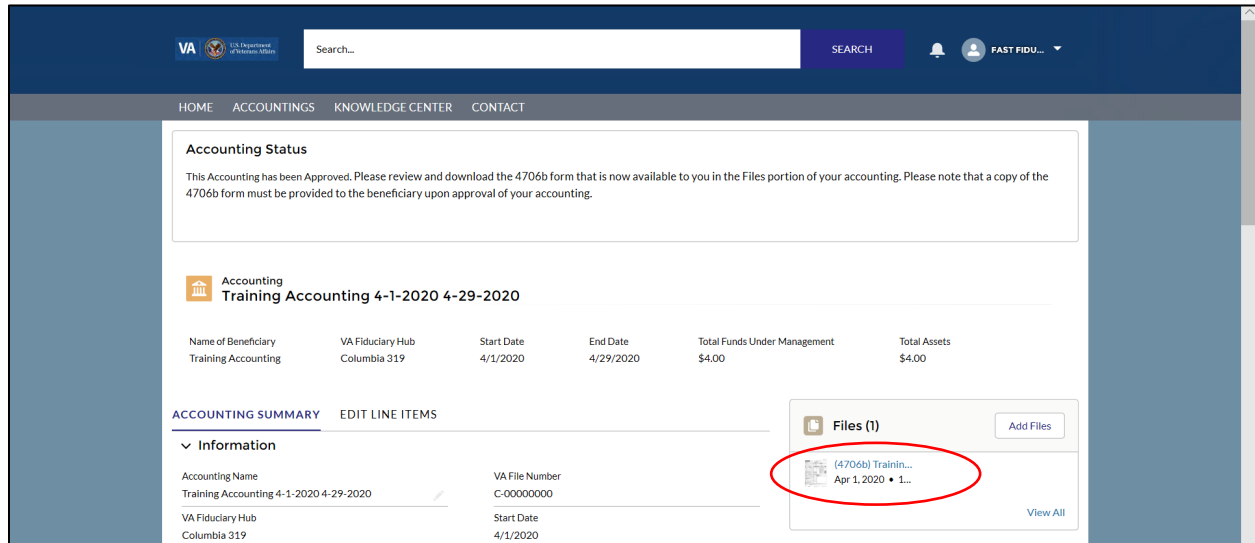 VA U.S. Department of Veterans Affairs
Search...
SEARCH
FAST FIDU...
HOME ACCOUNTINGS KNOWLEDGE CENTER CONTACT
Accounting Status
This Accounting has been Approved. Please review and download the 4706b form that is now available to you in the Files portion of your accounting. Please note that a copy of the
4706b form must be provided to the beneficiary upon approval of your accounting.
Accounting
Training Accounting 4-1-2020 4-29-2020
Name of Beneficiary VA Fiduciary Hub Start Date End Date Total Funds Under Management Total Assets
Training Accounting Columbia 319 4/1/2020 4/29/2020 $4.00 $4.00
ACCOUNTING SUMMARY EDIT LINE ITEMS
Information
Accounting Name VA File Number
Training Accounting 4-1-2020 4-29-2020 C-00000000
VA Fiduciary Hub Start Date
Columbia 319 4/1/2020
Files (1) Add Files
(4706b) Trainin...
Apr 1, 2020 • 1...
View All